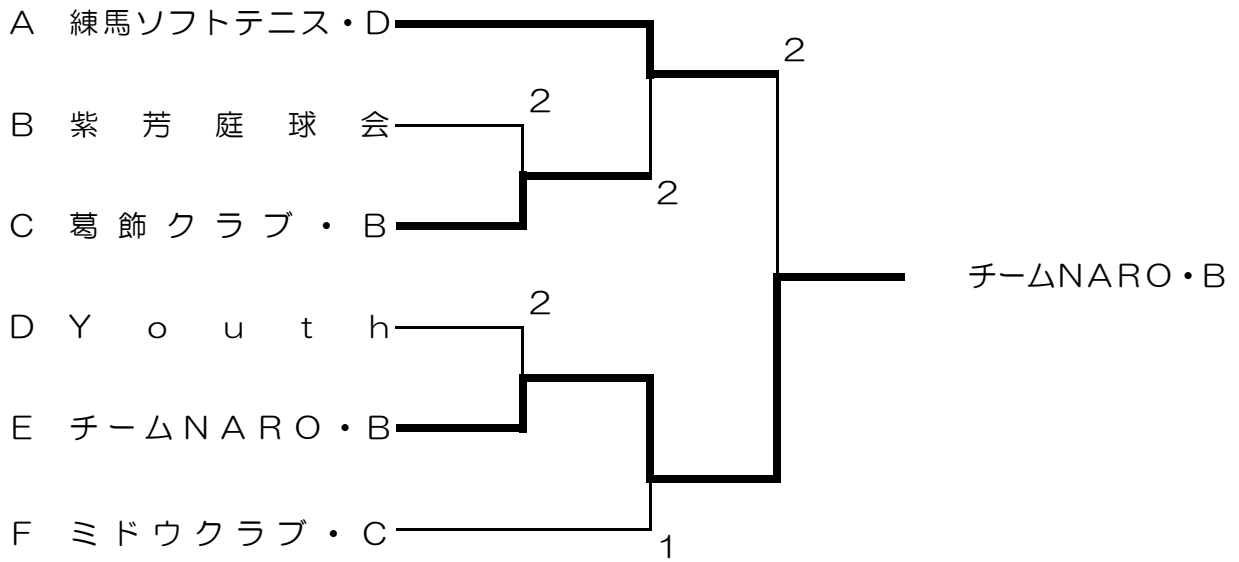 A 練馬ソフトテニス・D
2
2
B 紫芳庭球会
2
C 葛飾クラブ・B
チームNARO・B
2
D Youth
E チームNARO・B
F ミドウクラブ・C
1